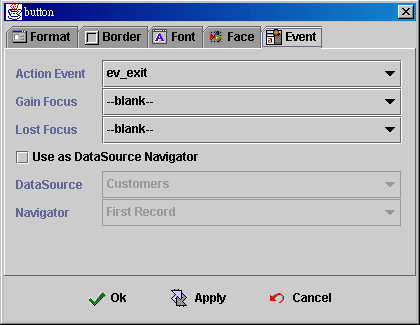 button
Format Border Font Face Event
Action Event ev_exit
Gain Focus --blank--
Lost Focus --blank--
Use as DataSource Navigator
DataSource Customers
Navigator First Record
Ok Apply Cancel